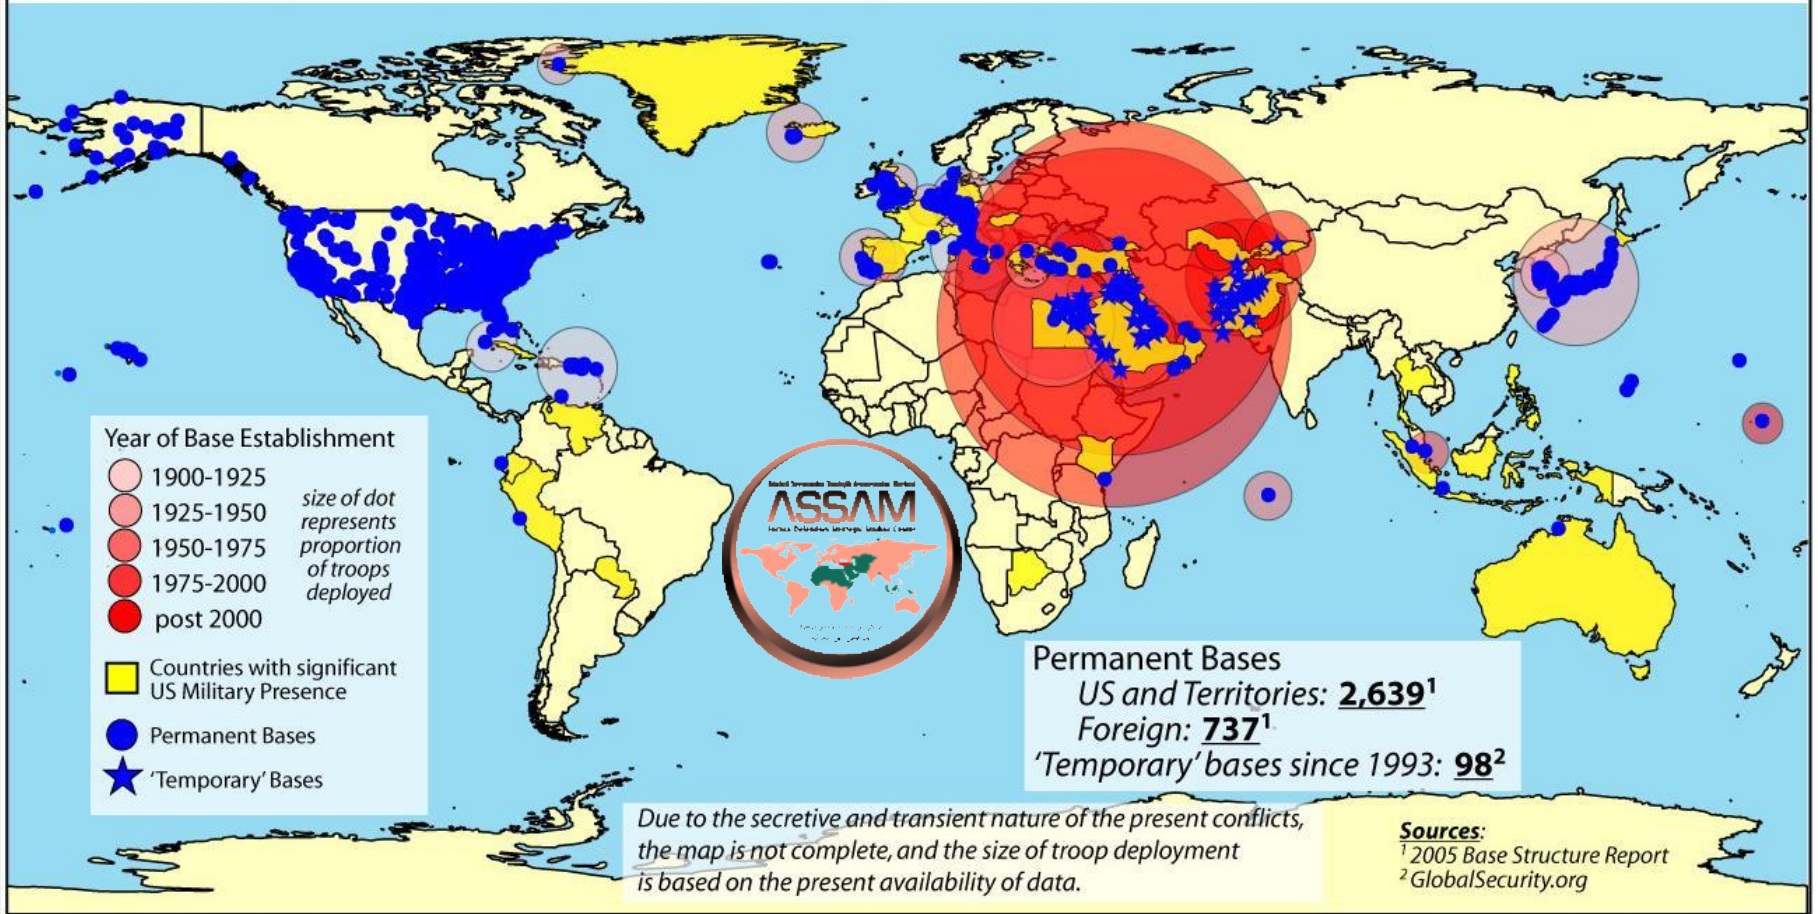 Year of Base Establishment
1900-1925
1925-1950
1950-1975
1975-2000
post 2000
size of dot
represents
proportion
of troops
deployed
Countries with significant
US Military Presence
Permanent Bases
'Temporary' Bases
ASSAM
Permanent Bases
US and Territories: 2,639¹
Foreign: 737¹
'Temporary' bases since 1993: 98²
Due to the secretive and transient nature of the present conflicts,
the map is not complete, and the size of troop deployment
is based on the present availability of data.
Sources:
¹ 2005 Base Structure Report
² GlobalSecurity.org